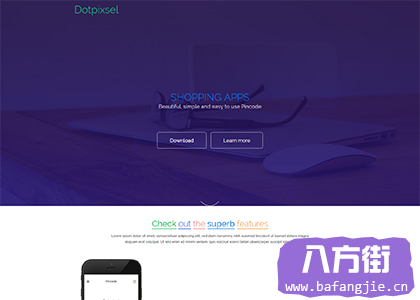 Dotpixsel
SHOPPING APPS
Beautiful, simple and easy to use Pincode
Download
Learn more
Check out the superb features
Lorem ipsum dolor sit amet, consectetuer adipiscing elit, sed diam nonummy nibh euismod tincidunt ut laoreet dolore magna
aliquam erat volutpat. Ut wisi enim ad minim veniam, quis nostrud exerci tation ullamcorper suscipit lobortis
Pincode
八方街
www.bafangjie.cn